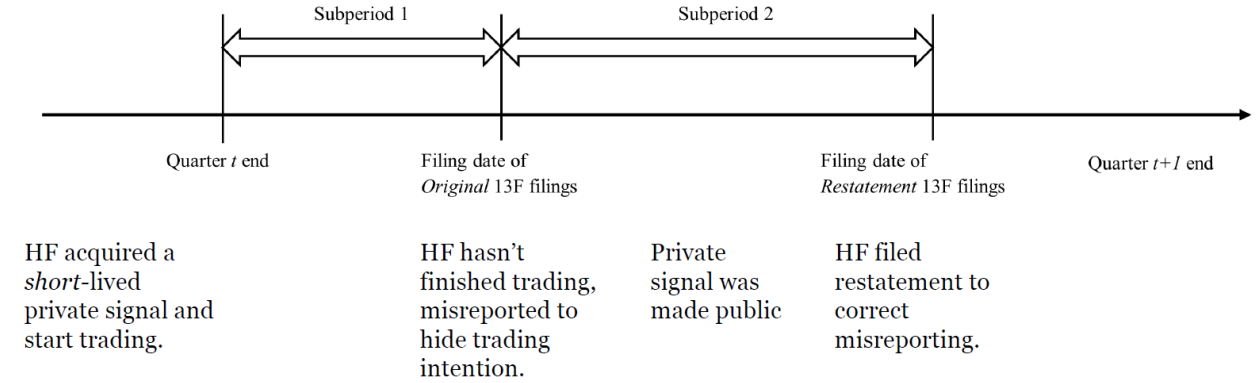 Subperiod 1
Subperiod 2
Quarter t end
Filing date of
Original 13F filings
Filing date of
Restatement 13F filings
Quarter t+1 end
HF acquired a
short-lived
private signal and
start trading.
HF hasn’t
finished trading,
misreported to
hide trading
intention.
Private
signal was
made public
HF filed
restatement to
correct
misreporting.